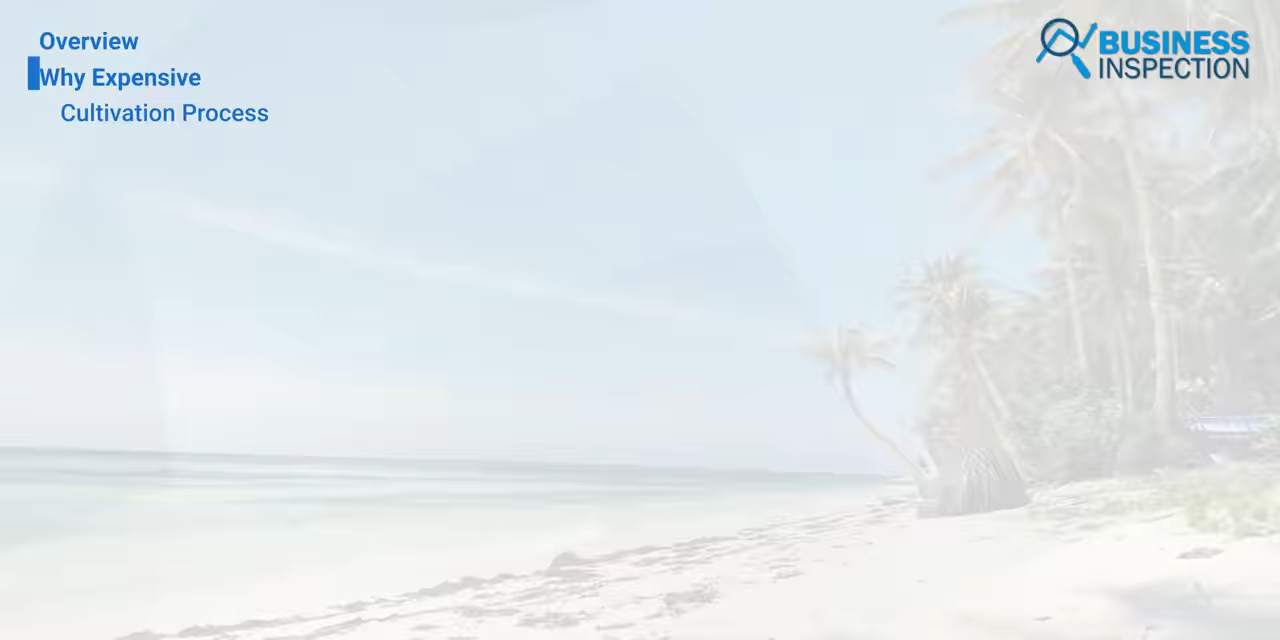 Overview
Why Expensive
Cultivation Process
BUSINESS
INSPECTION